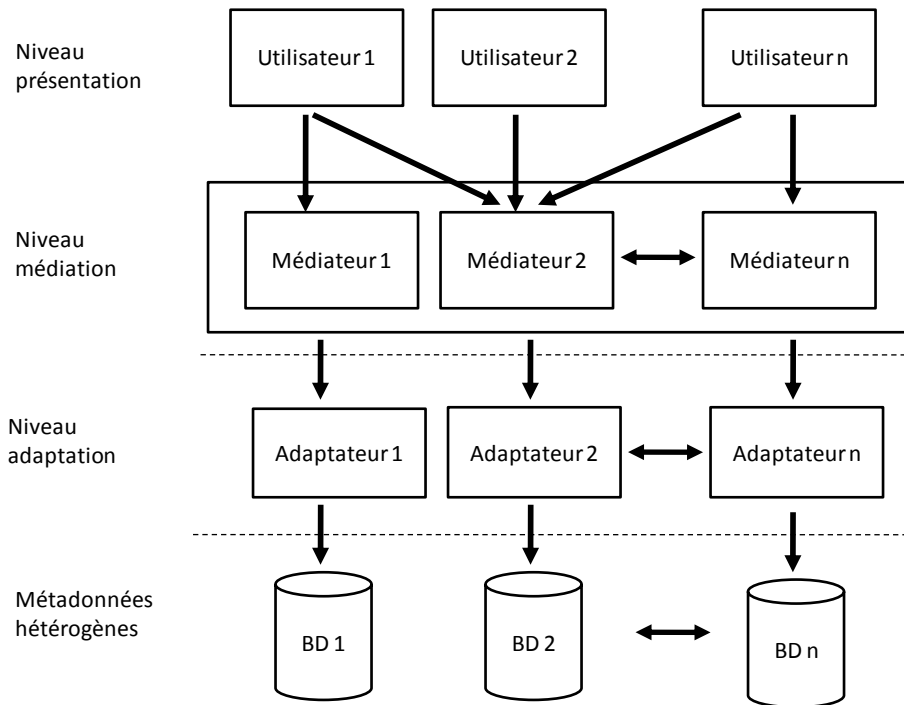 Niveau
présentation
Utilisateur 1
Utilisateur 2
Utilisateur n
Niveau
médiation
Médiateur 1
Médiateur 2
Médiateur n
Niveau
adaptation
Adaptateur 1
Adaptateur 2
Adaptateur n
Métadonnées
hétérogènes
BD 1
BD 2
BD n